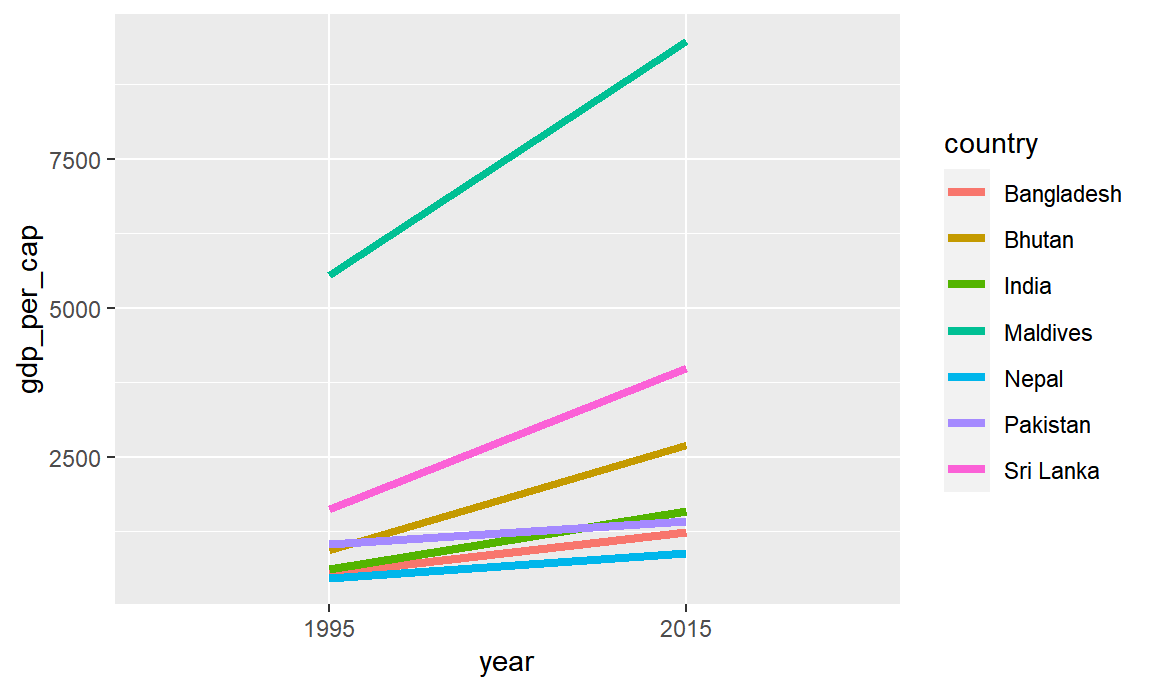 gdp_per_cap
7500
5000
2500
1995
2015
year
country
Bangladesh
Bhutan
India
Maldives
Nepal
Pakistan
Sri Lanka